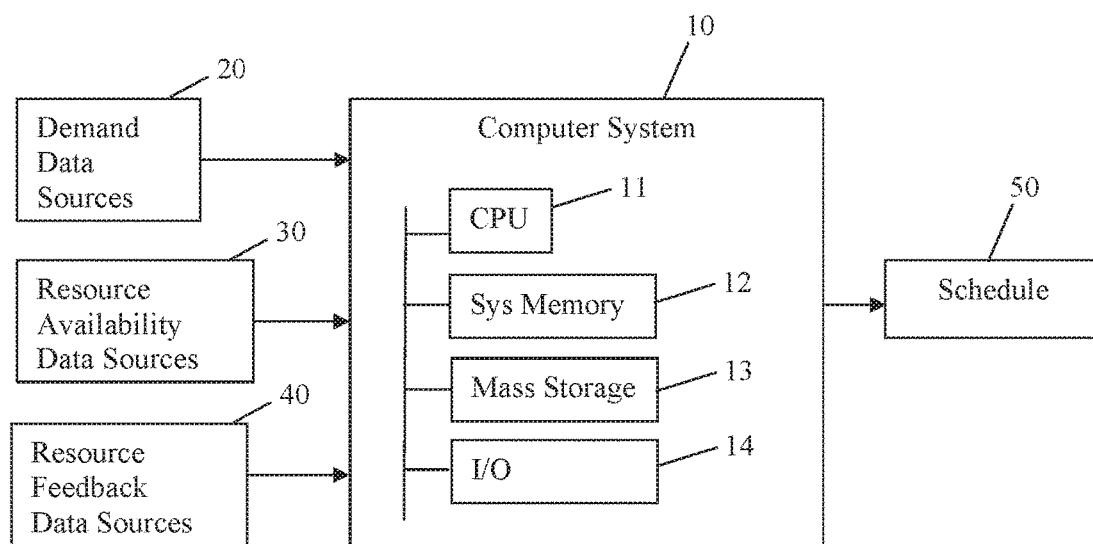 10
20
Demand
Data
Sources
Computer System
11
CPU
50
30
Resource
Availability
Data Sources
12
Sys Memory
Schedule
13
Mass Storage
40
Resource
Feedback
Data Sources
14
I/O